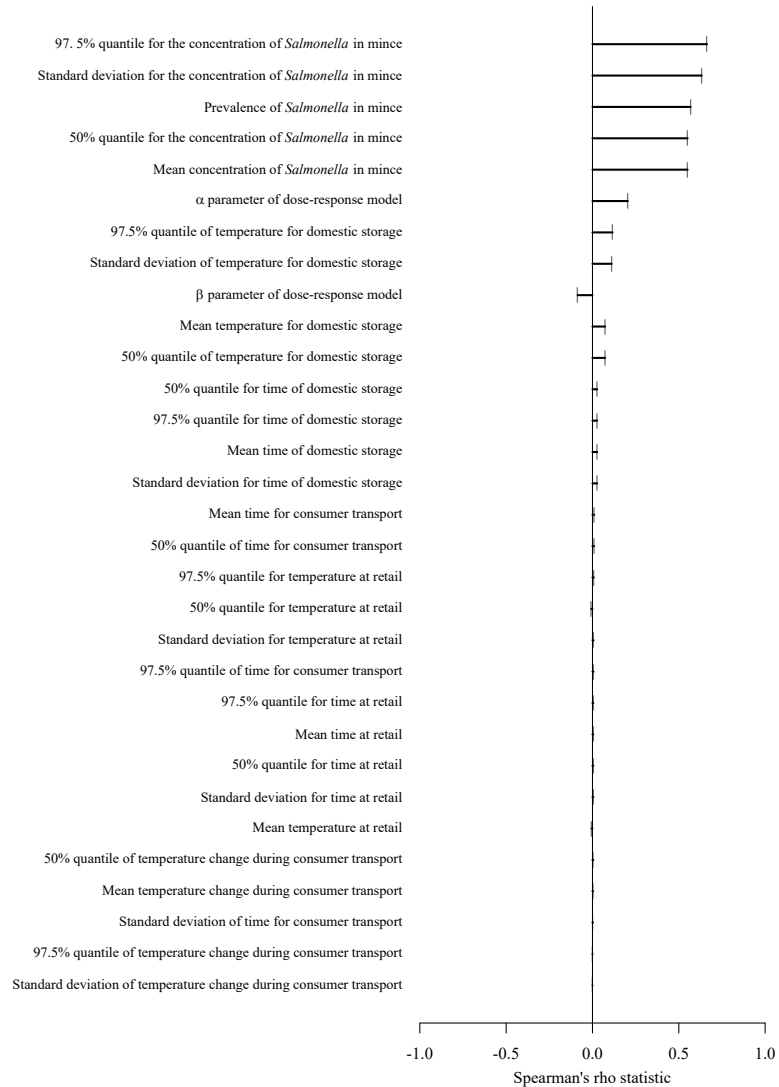 97. 5% quantile for the concentration of Salmonella in mince
Standard deviation for the concentration of Salmonella in mince
Prevalence of Salmonella in mince
50% quantile for the concentration of Salmonella in mince
Mean concentration of Salmonella in mince
α parameter of dose-response model
97.5% quantile of temperature for domestic storage
Standard deviation of temperature for domestic storage
β parameter of dose-response model
Mean temperature for domestic storage
50% quantile of temperature for domestic storage
50% quantile for time of domestic storage
97.5% quantile for time of domestic storage
Mean time of domestic storage
Standard deviation for time of domestic storage
Mean time for consumer transport
50% quantile of time for consumer transport
97.5% quantile for temperature at retail
50% quantile for temperature at retail
Standard deviation for temperature at retail
97.5% quantile of time for consumer transport
97.5% quantile for time at retail
Mean time at retail
50% quantile for time at retail
Standard deviation for time at retail
Mean temperature at retail
50% quantile of temperature change during consumer transport
Mean temperature change during consumer transport
Standard deviation of time for consumer transport
97.5% quantile of temperature change during consumer transport
Standard deviation of temperature change during consumer transport
-1.0 -0.5 0.0 0.5 1.0
Spearman's rho statistic